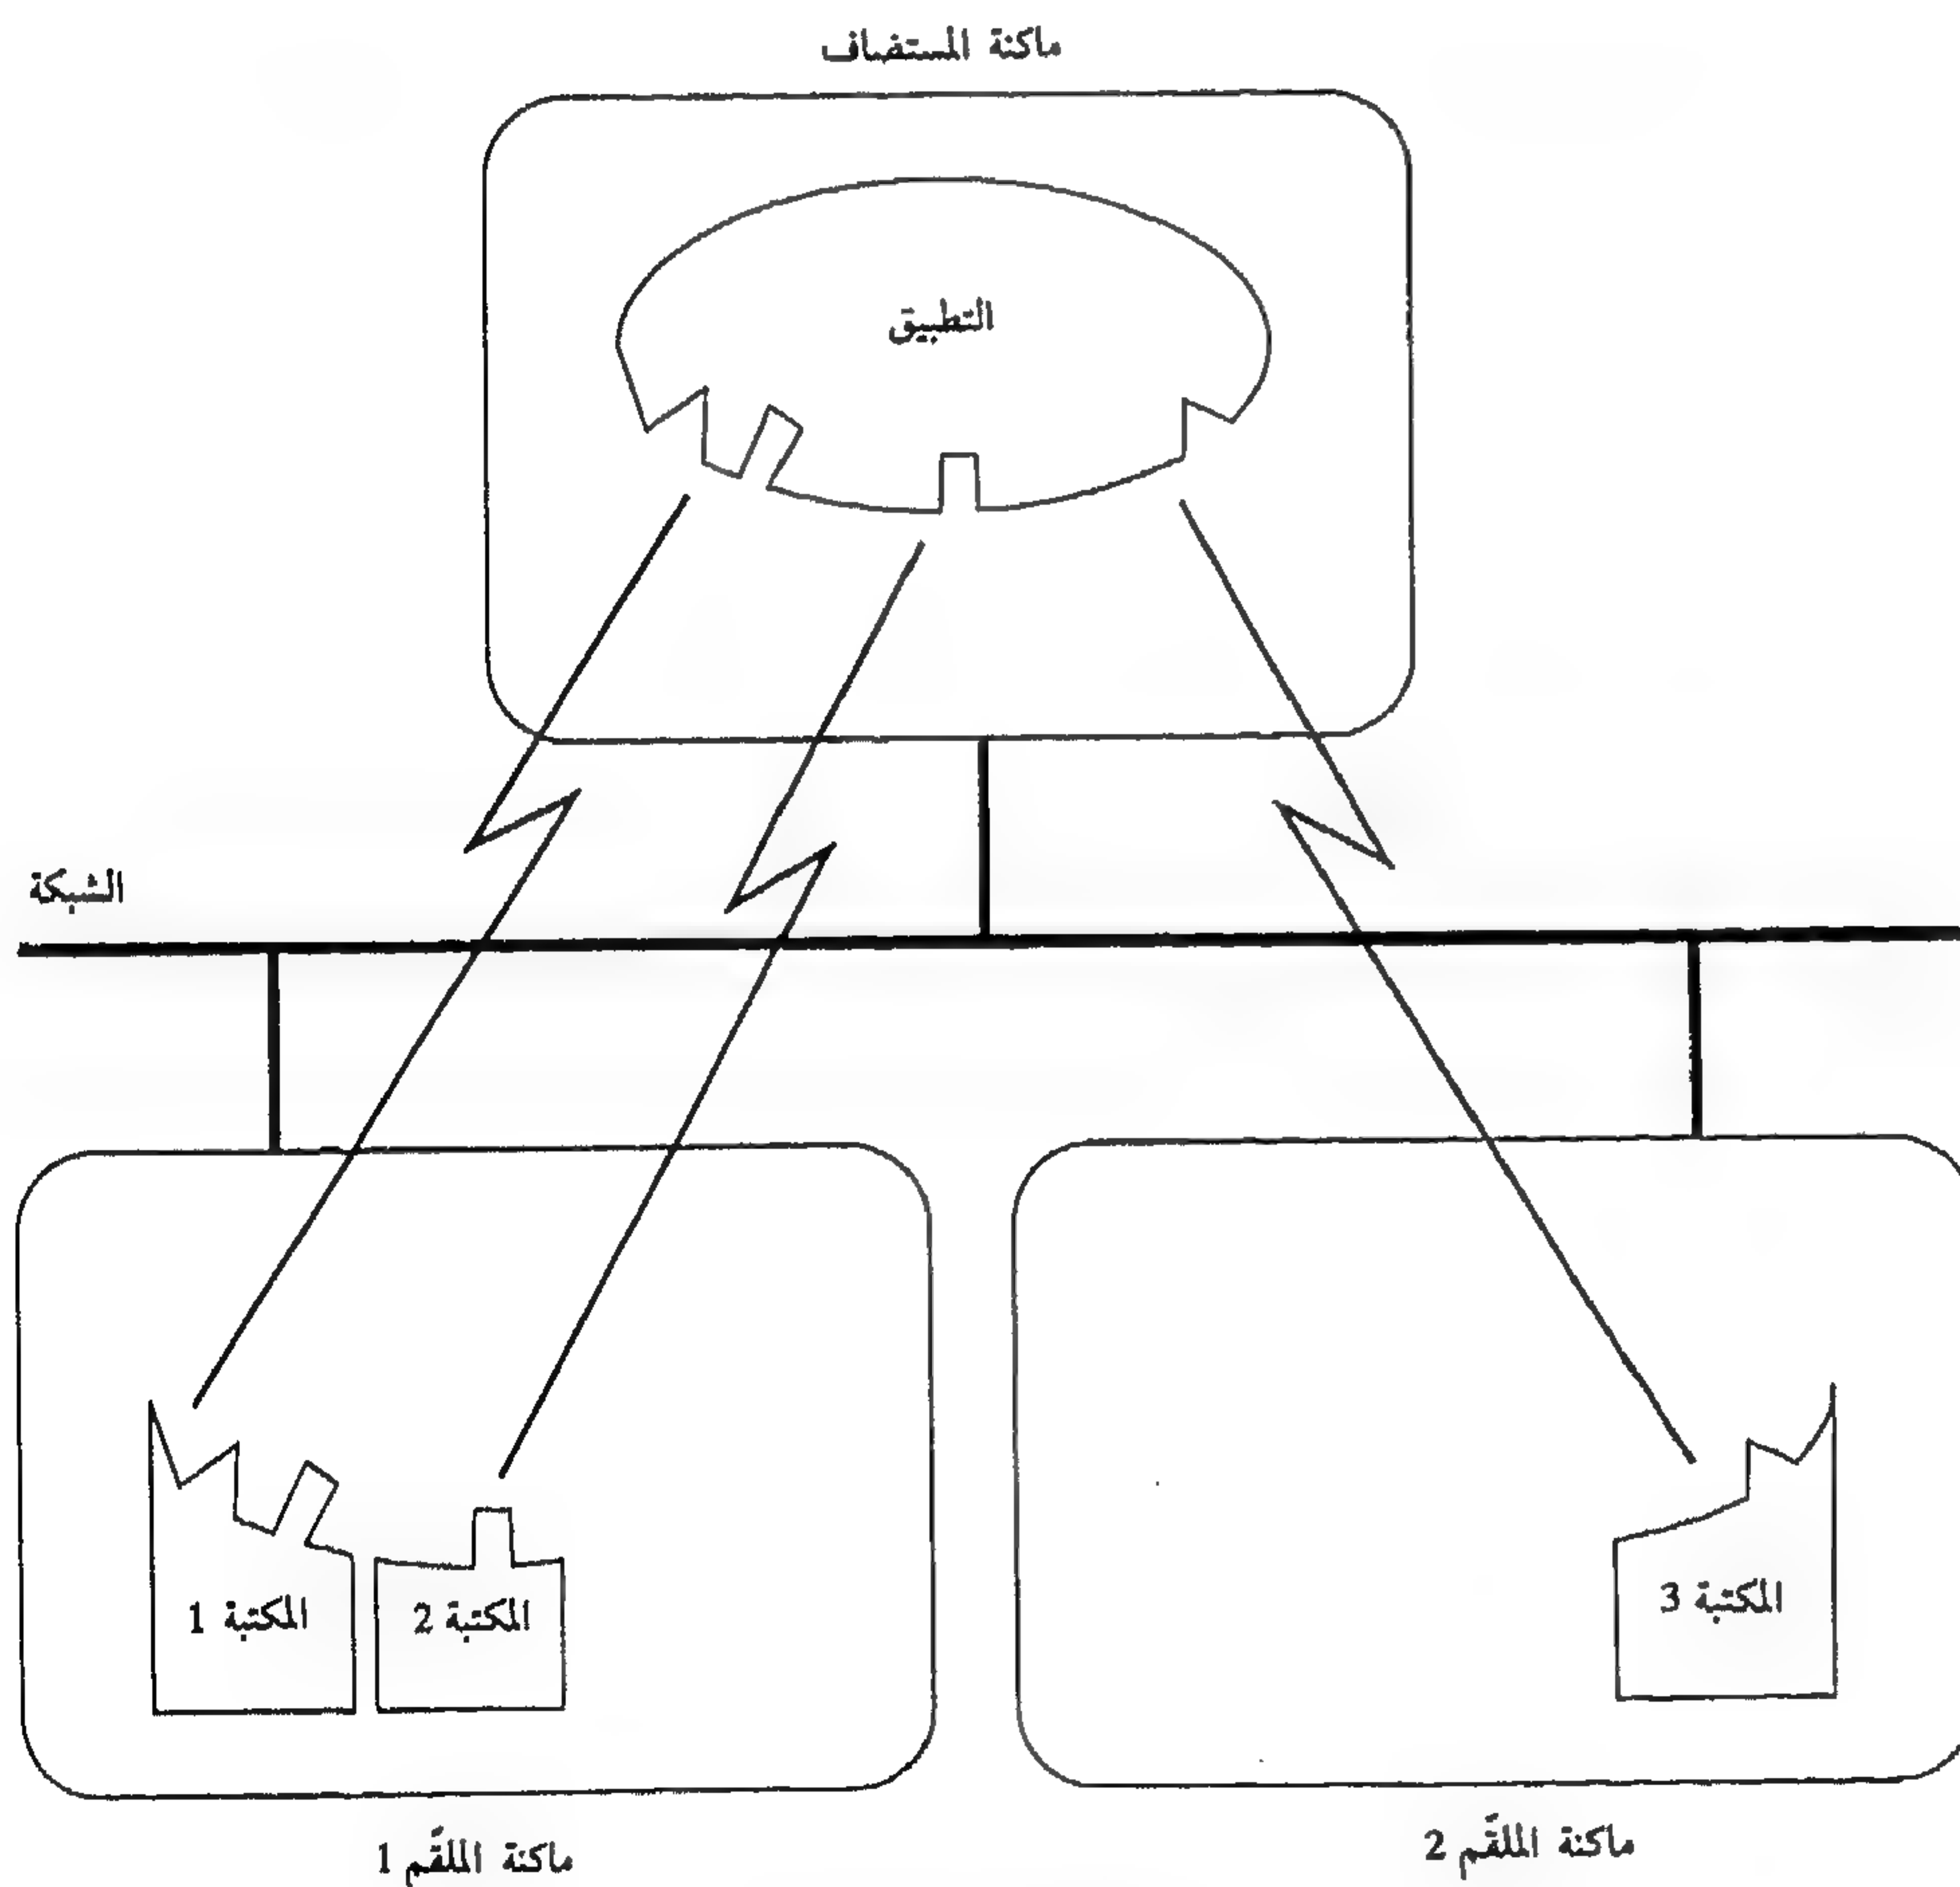 ماكنة المستضاف
التطبيق
الشبكة
المكتبة 1
المكتبة 2
المكتبة 3
ماكنة الملقّم 1
ماكنة الملقّم 2